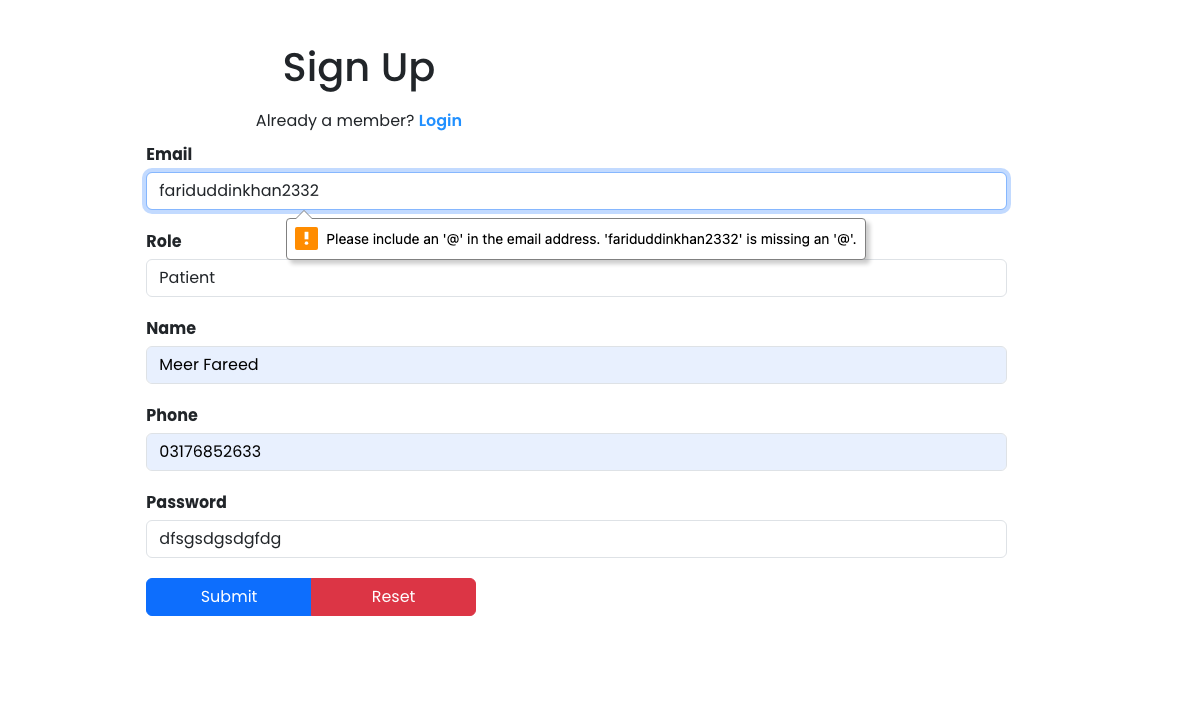 Sign Up
Already a member? Login
Email
fariduddinkhan2332
Please include an '@' in the email address. 'fariduddinkhan2332' is missing an '@'.
Role
Patient
Name
Meer Fareed
Phone
03176852633
Password
dfsgsdgsdgfdg
Submit Reset